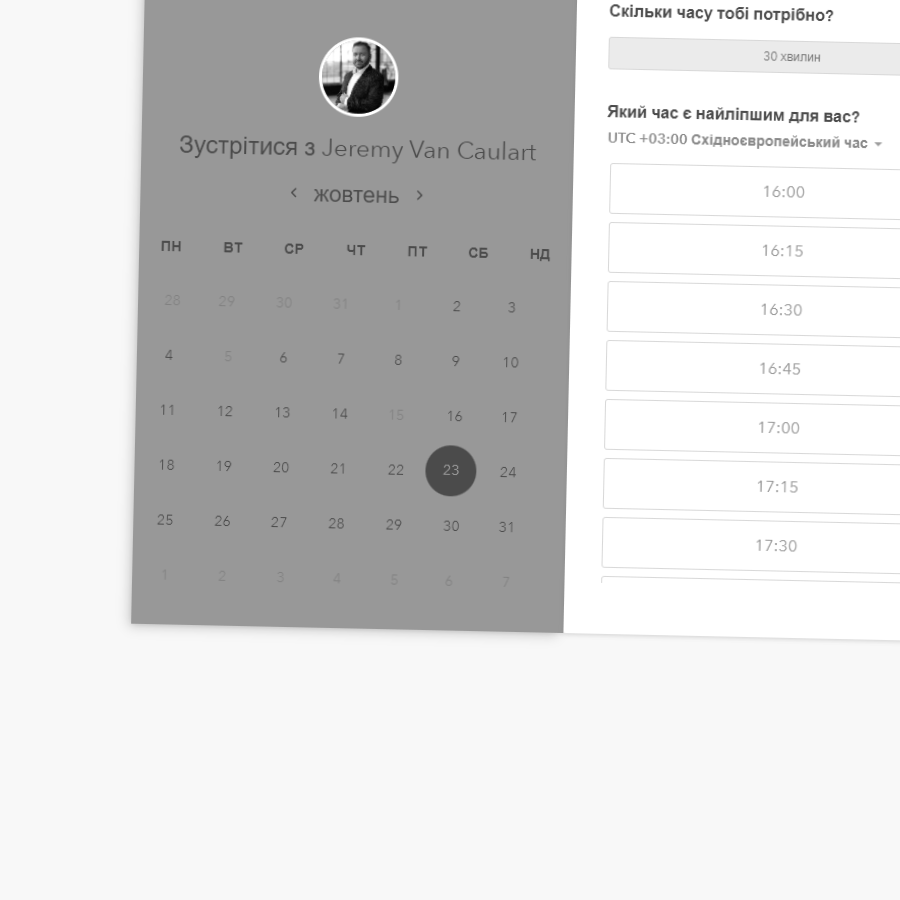 Зустрітися з Jeremy Van Caulart
‹ жовтень ›
ПН ВТ СР ЧТ ПТ СБ НД
28 29 30 31 1 2 3
4 5 6 7 8 9 10
11 12 13 14 15 16 17
18 19 20 21 22 23 24
25 26 27 28 29 30 31
1 2 3 4 5 6 7
Скільки часу тобі потрібно?
30 хвилин
Який час є найліпшим для вас?
UTC +03:00 Східноєвропейський час
16:00
16:15
16:30
16:45
17:00
17:15
17:30